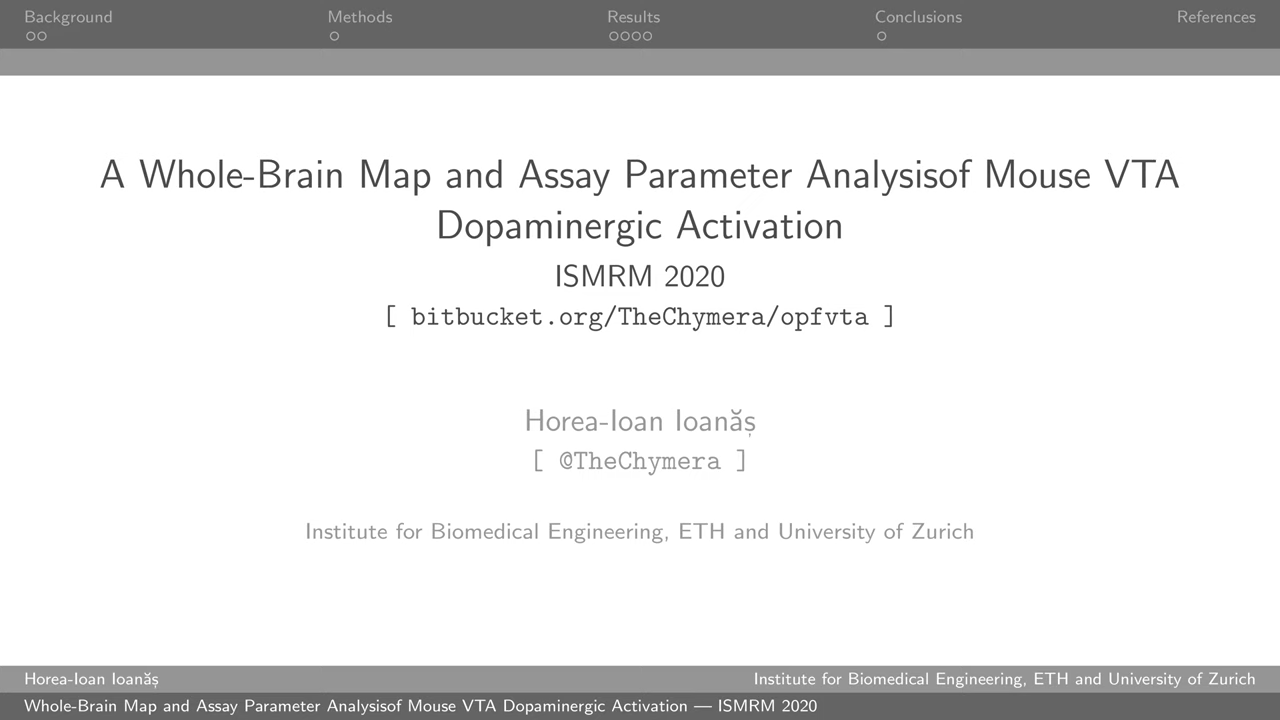 Background Methods Results Conclusions References
A Whole-Brain Map and Assay Parameter Analysisof Mouse VTA
Dopaminergic Activation
ISMRM 2020
[ bitbucket.org/TheChymera/opfvta ]
Horea-Ioan Ioanăș
[ @TheChymera ]
Institute for Biomedical Engineering, ETH and University of Zurich
Horea-Ioan Ioanăș Institute for Biomedical Engineering, ETH and University of Zurich
Whole-Brain Map and Assay Parameter Analysisof Mouse VTA Dopaminergic Activation — ISMRM 2020